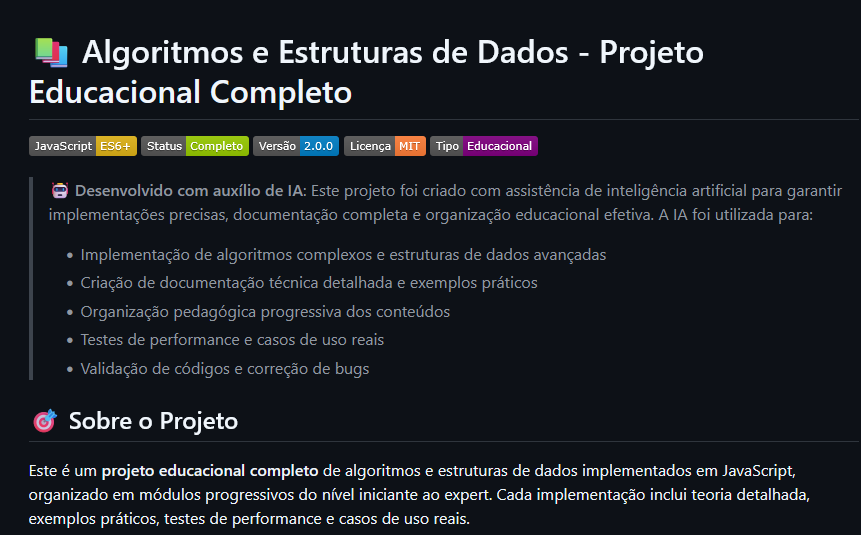 Algoritmos e Estruturas de Dados - Projeto
Educacional Completo
JavaScript ES6+ Status Completo Versão 2.0.0 Licença MIT Tipo Educacional
Desenvolvido com auxílio de IA: Este projeto foi criado com assistência de inteligência artificial para garantir
implementações precisas, documentação completa e organização educacional efetiva. A IA foi utilizada para:
• Implementação de algoritmos complexos e estruturas de dados avançadas
• Criação de documentação técnica detalhada e exemplos práticos
• Organização pedagógica progressiva dos conteúdos
• Testes de performance e casos de uso reais
• Validação de códigos e correção de bugs
Sobre o Projeto
Este é um projeto educacional completo de algoritmos e estruturas de dados implementados em JavaScript,
organizado em módulos progressivos do nível iniciante ao expert. Cada implementação inclui teoria detalhada,
exemplos práticos, testes de performance e casos de uso reais.